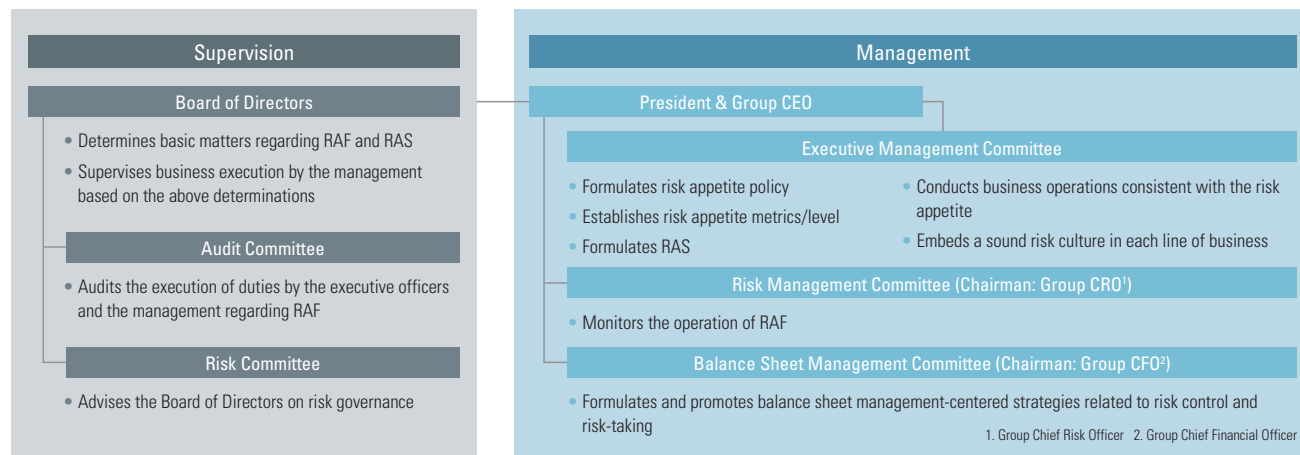 Supervision
Board of Directors
• Determines basic matters regarding RAF and RAS
• Supervises business execution by the management
based on the above determinations
Audit Committee
• Audits the execution of duties by the executive officers
and the management regarding RAF
Risk Committee
• Advises the Board of Directors on risk governance
Management
President & Group CEO
Executive Management Committee
• Formulates risk appetite policy
• Establishes risk appetite metrics/level
• Formulates RAS
• Conducts business operations consistent with the risk
appetite
• Embeds a sound risk culture in each line of business
Risk Management Committee (Chairman: Group CRO¹)
• Monitors the operation of RAF
Balance Sheet Management Committee (Chairman: Group CFO²)
• Formulates and promotes balance sheet management-centered strategies related to risk control and
risk-taking
1. Group Chief Risk Officer 2. Group Chief Financial Officer